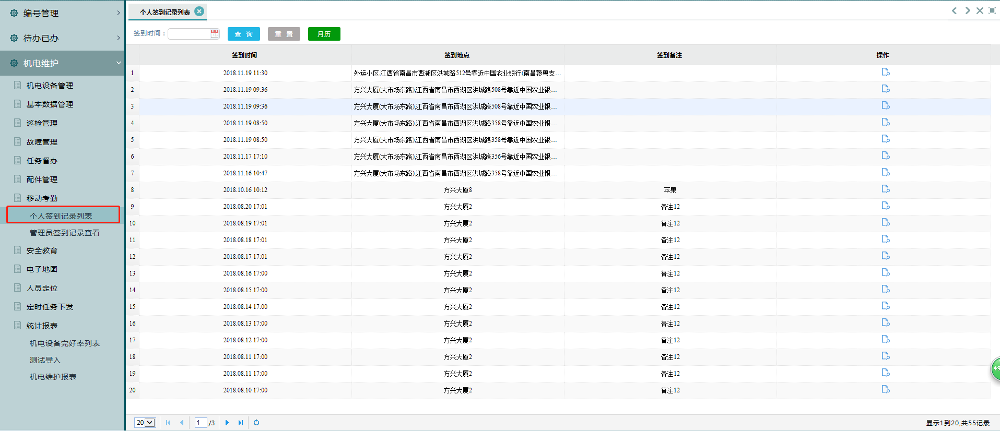 编号管理
待办已办
机电维护
机电设备管理
基本数据管理
巡检管理
故障管理
任务督办
配件管理
移动考勤
个人签到记录列表
管理员签到记录查看
安全教育
电子地图
人员定位
定时任务下发
统计报表
机电设备完好率列表
测试导入
机电维护报表
个人签到记录列表
签到时间： 查 询 重 置 月历
签到时间 签到地点 签到备注 操作
1 2018.11.19 11:30 外运小区,江西省南昌市西湖区洪城路512号靠近中国农业银行(南昌赣粤支...
2 2018.11.19 09:36 方兴大厦(大市场东路),江西省南昌市西湖区洪城路508号靠近中国农业银...
3 2018.11.19 09:36 方兴大厦(大市场东路),江西省南昌市西湖区洪城路508号靠近中国农业银...
4 2018.11.19 08:50 方兴大厦(大市场东路),江西省南昌市西湖区洪城路358号靠近中国农业银...
5 2018.11.19 08:50 方兴大厦(大市场东路),江西省南昌市西湖区洪城路358号靠近中国农业银...
6 2018.11.17 17:10 方兴大厦(大市场东路),江西省南昌市西湖区洪城路356号靠近中国农业银...
7 2018.11.16 10:47 方兴大厦(大市场东路),江西省南昌市西湖区洪城路358号靠近中国农业银...
8 2018.10.16 10:12 方兴大厦8 苹果
9 2018.08.20 17:01 方兴大厦2 备注12
10 2018.08.19 17:01 方兴大厦2 备注12
11 2018.08.18 17:01 方兴大厦2 备注12
12 2018.08.17 17:01 方兴大厦2 备注12
13 2018.08.16 17:00 方兴大厦2 备注12
14 2018.08.15 17:00 方兴大厦2 备注12
15 2018.08.14 17:00 方兴大厦2 备注12
16 2018.08.13 17:00 方兴大厦2 备注12
17 2018.08.12 17:00 方兴大厦2 备注12
18 2018.08.11 17:00 方兴大厦2 备注12
19 2018.08.11 17:00 方兴大厦2 备注12
20 2018.08.10 17:00 方兴大厦2 备注12
49
20 1 /3 显示1到20,共55记录